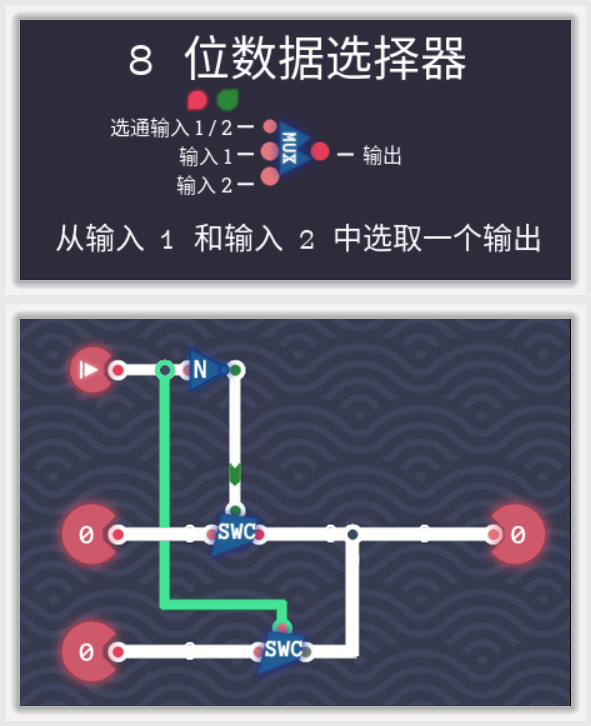 8 位数据选择器
选通输入 1 / 2
输入 1
输入 2
MUX
输出
从输入 1 和输入 2 中选取一个输出
N
0
SWC
0
0
SWC